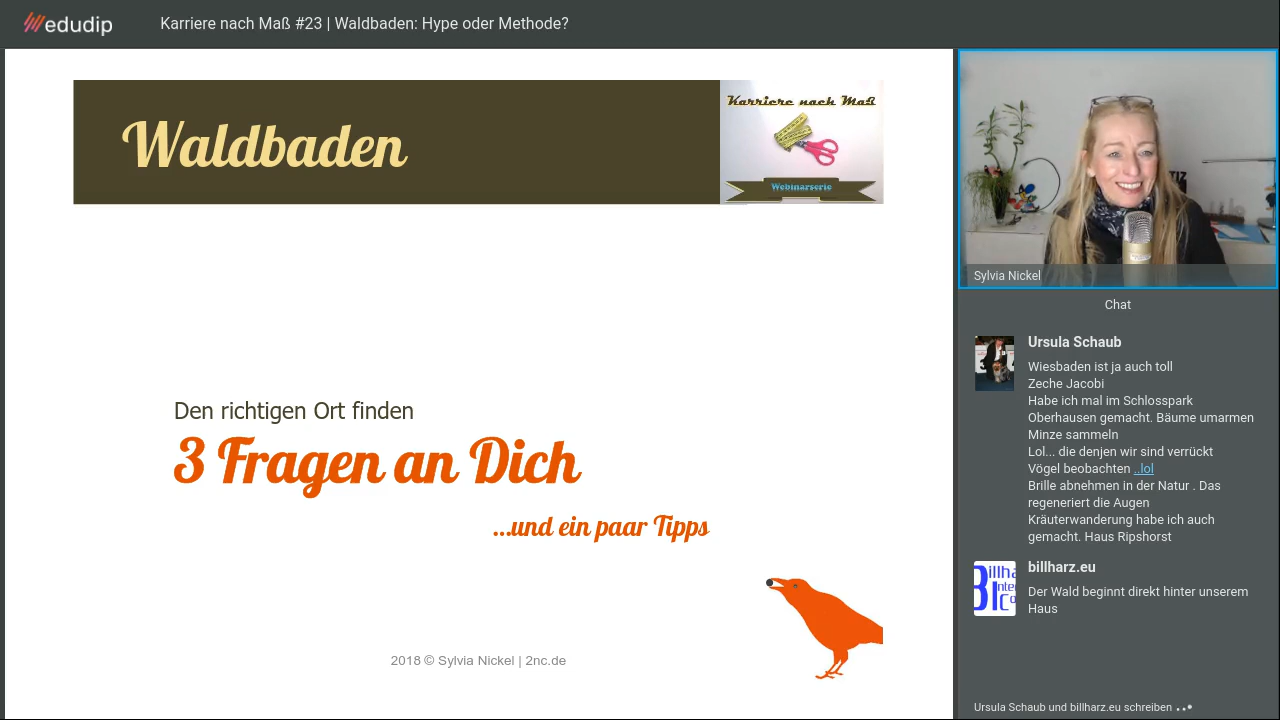 edudip
Karriere nach Maß #23 | Waldbaden: Hype oder Methode?
Waldbaden
Karriere nach Maß
Webinarserie
Den richtigen Ort finden
3 Fragen an Dich
...und ein paar Tipps
2018 © Sylvia Nickel | 2nc.de
TIZ
Sylvia Nickel
Chat
Ursula Schaub
Wiesbaden ist ja auch toll
Zeche Jacobi
Habe ich mal im Schlosspark
Oberhausen gemacht. Bäume umarmen
Minze sammeln
Lol... die denjen wir sind verrückt
Vögel beobachten ..lol
Brille abnehmen in der Natur . Das
regeneriert die Augen
Kräuterwanderung habe ich auch
gemacht. Haus Ripshorst
billharz.eu
Der Wald beginnt direkt hinter unserem
Haus
Ursula Schaub und billharz.eu schreiben